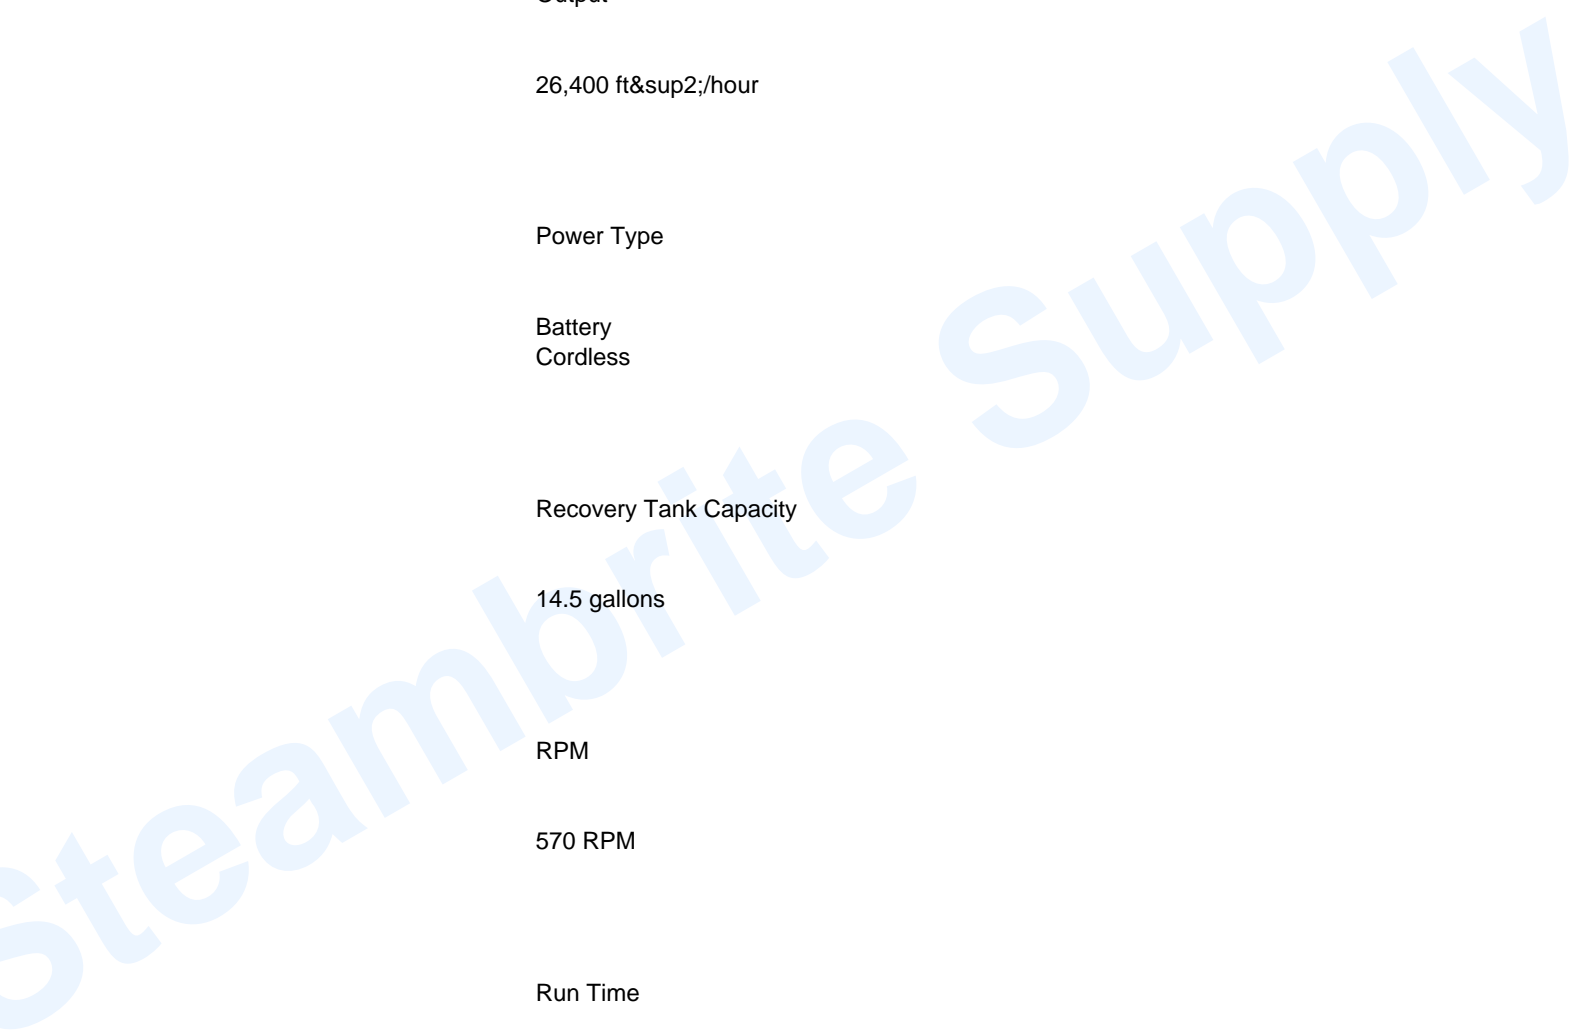 Output
26,400 ft&sup2;/hour
Power Type
Battery
Cordless
Recovery Tank Capacity
14.5 gallons
RPM
570 RPM
Run Time
Steambrite Supply